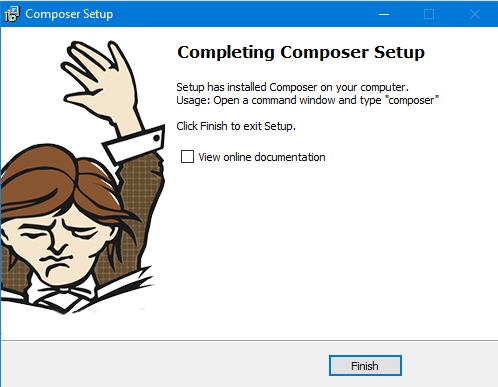 Composer Setup
Completing Composer Setup
Setup has installed Composer on your computer.
Usage: Open a command window and type "composer"
Click Finish to exit Setup.
View online documentation
Finish